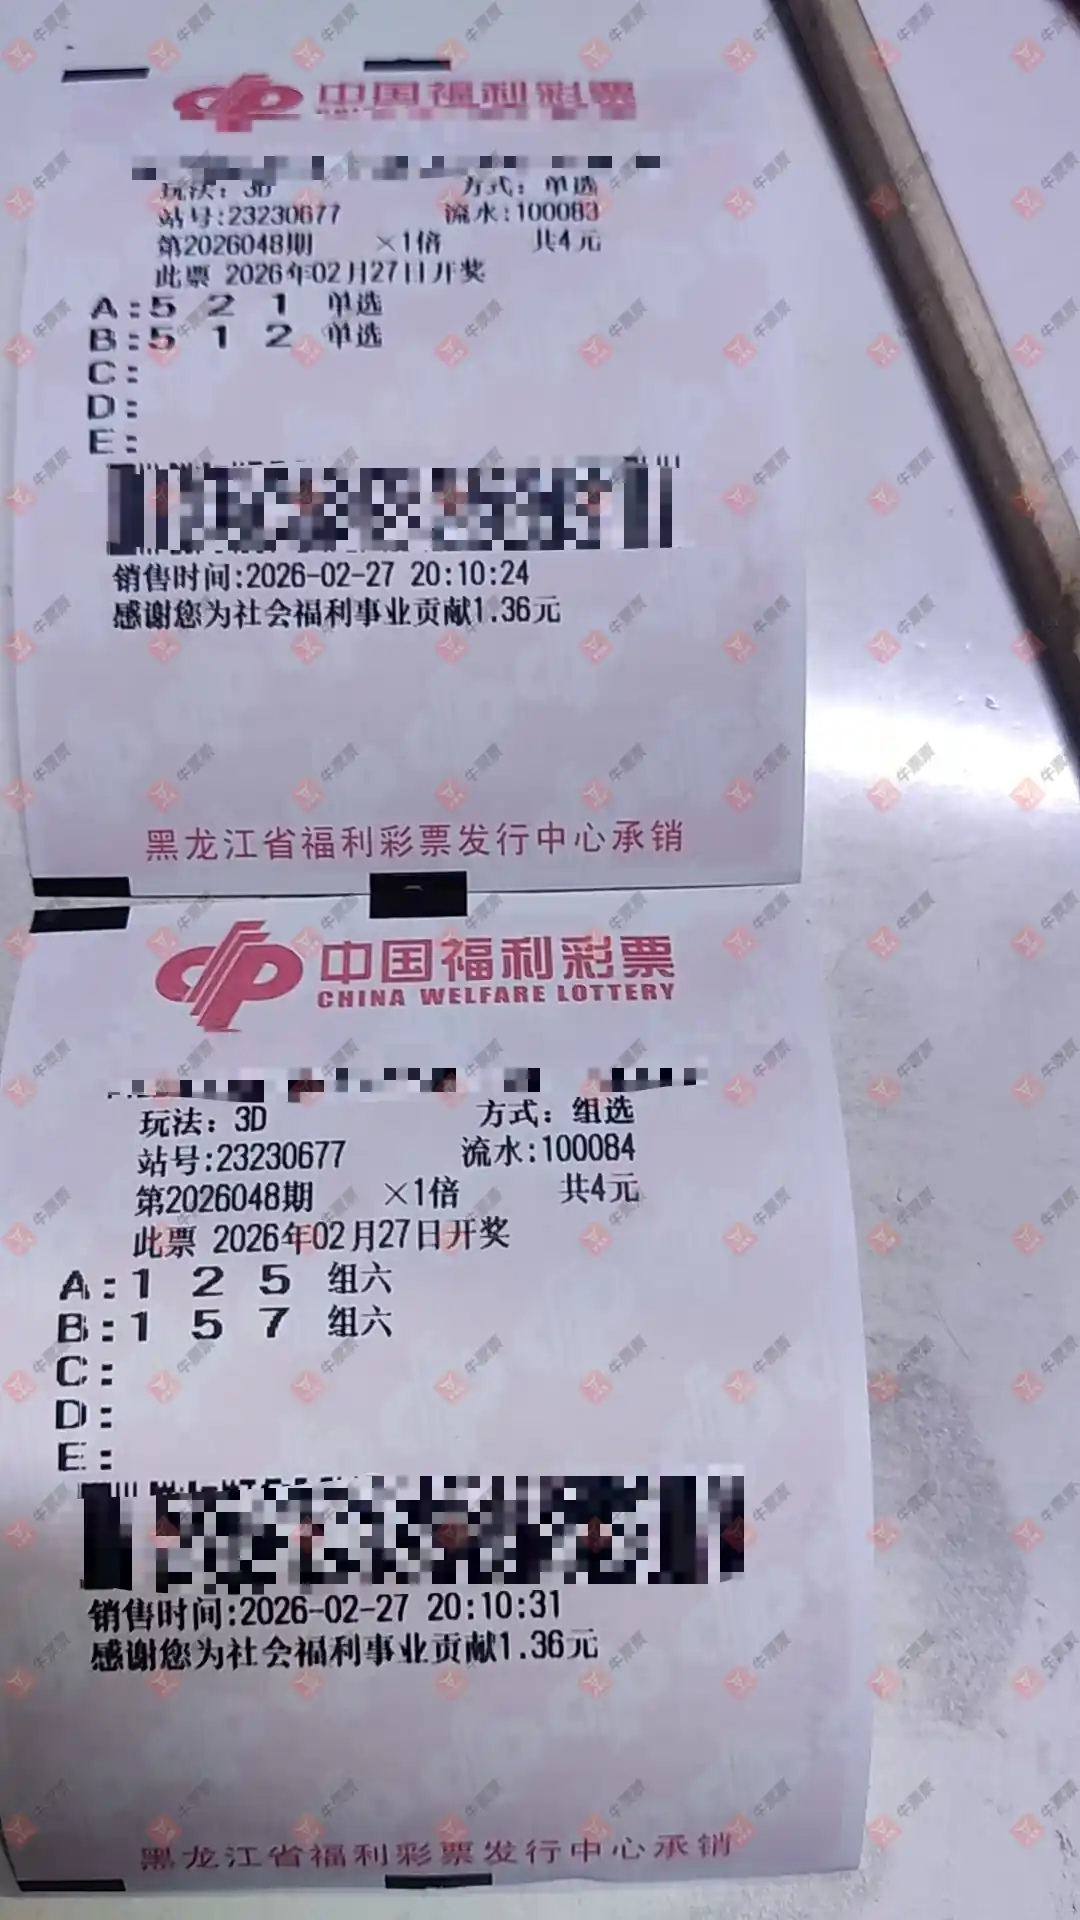 中国福利彩票
玩法：3D 方式：单选
站号:23230677 流水:100083
第2026048期 ×1倍 共4元
此票 2026年02月27日开奖
A:5 2 1 单选
B:5 1 2 单选
C:
D:
E:
销售时间:2026-02-27 20:10:24
感谢您为社会福利事业贡献1.36元
黑龙江省福利彩票发行中心承销
中国福利彩票
CHINA WELFARE LOTTERY
玩法：3D 方式：组选
站号:23230677 流水:100084
第2026048期 ×1倍 共4元
此票 2026年02月27日开奖
A:1 2 5 组六
B:1 5 7 组六
C:
D:
E:
销售时间:2026-02-27 20:10:31
感谢您为社会福利事业贡献1.36元
黑龙江省福利彩票发行中心承销
牛票票